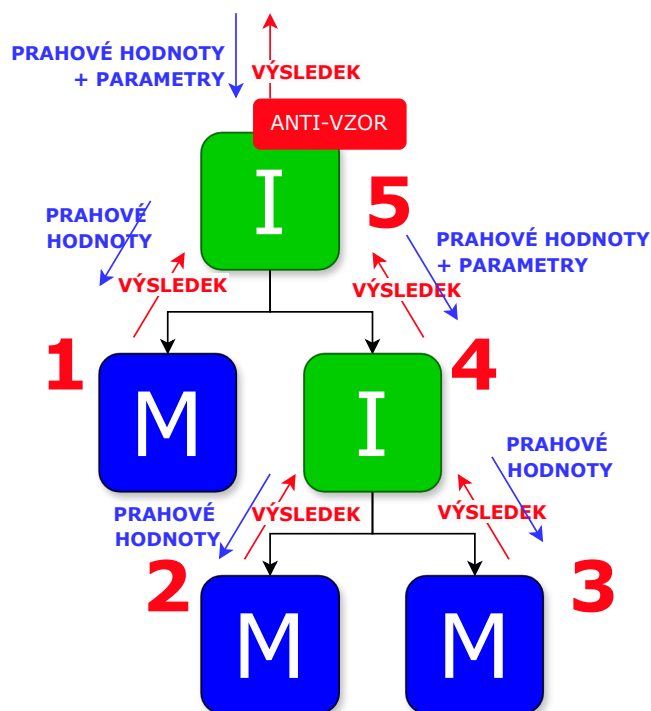 PRAHOVÉ HODNOTY
+ PARAMETRY
VÝSLEDEK
ANTI-VZOR
I
5
PRAHOVÉ
HODNOTY
VÝSLEDEK
PRAHOVÉ HODNOTY
+ PARAMETRY
VÝSLEDEK
1
M
I
4
PRAHOVÉ
HODNOTY
VÝSLEDEK
PRAHOVÉ
HODNOTY
VÝSLEDEK
2
M
M
3